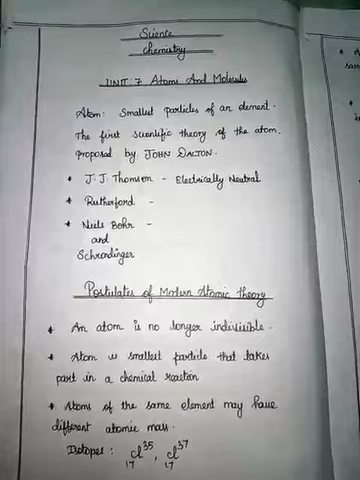 Science
Chemistry
UNIT 7 Atoms And Molecules
Atom: Smallest particles of an element.
The first scientific theory of the atom.
proposed by JOHN DALTON.
* J.J. Thomson - Electrically Neutral
* Rutherford -
* Neils Bohr -
and
Schrondinger
Postulates of Modern Atomic theory
* An atom is no longer indivisible.
* Atom is smallest particle that takes
part in a chemical reaction
* Atoms of the same element may have
different atomic mass.
Isotopes: ₁₇Cl³⁵, ₁₇Cl³⁷